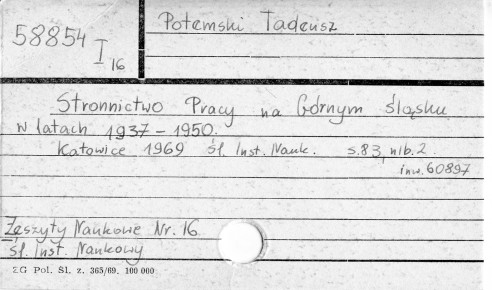 58854 I 16
Potemski Tadeusz
Stronnictwo Pracy na Górnym Śląsku
w latach 1937-1950.
Katowice 1969 Śl. Inst. Nauk. s.83, nlb.2
inw.60897
Zeszyty Naukowe Nr. 16
Śl. Inst. Naukowy
ZG Pol. Śl. z. 365/69. 100 000